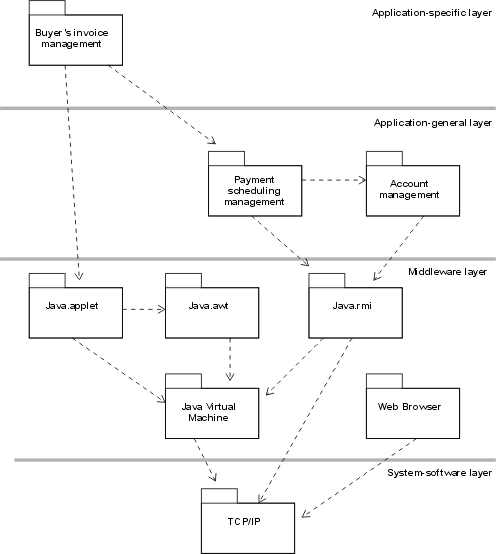 Application-specific layer
Buyer's invoice
management
Application-general layer
Payment
scheduling
management
Account
management
Middleware layer
Java.applet
Java.awt
Java.rmi
Java Virtual
Machine
Web Browser
System-software layer
TCP/IP